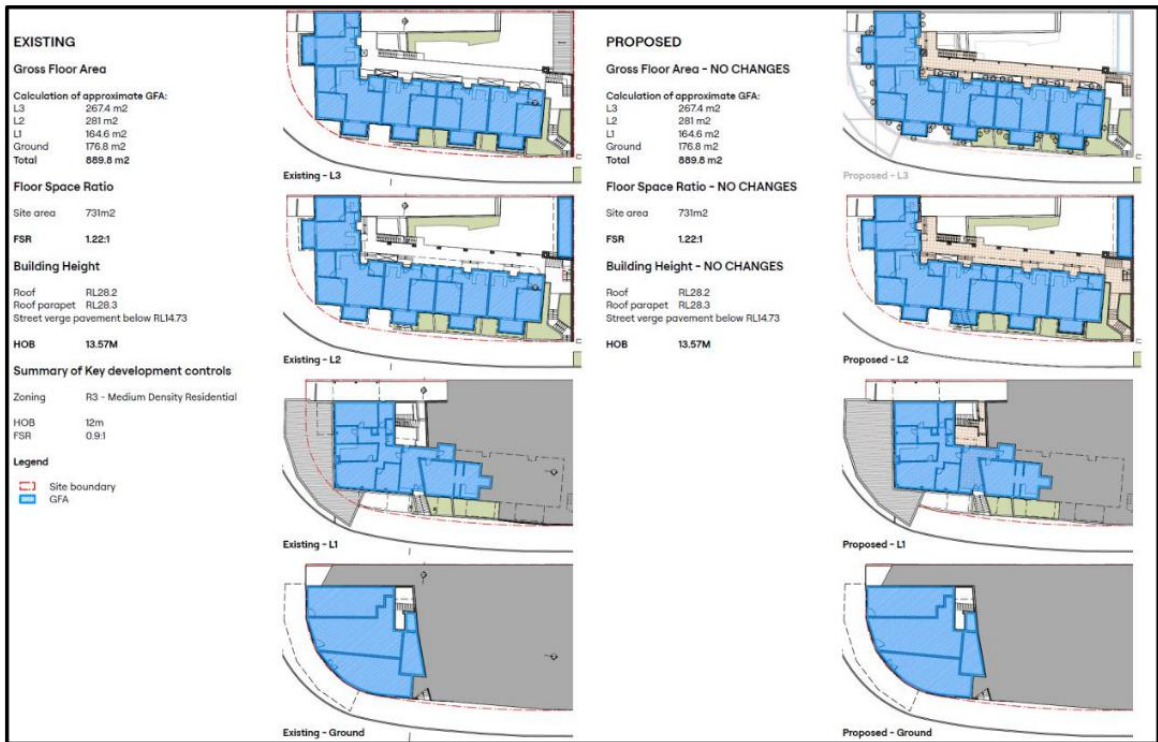 EXISTING
Gross Floor Area
Calculation of approximate GFA:
L3 267.4 m2
L2 281 m2
L1 164.6 m2
Ground 176.8 m2
Total 889.8 m2
Floor Space Ratio
Site area 731m2
FSR 1.22:1
Building Height
Roof RL28.2
Roof parapet RL28.3
Street verge pavement below RL14.73
HOB 13.57M
Summary of Key development controls
Zoning R3 - Medium Density Residential
HOB 12m
FSR 0.9:1
Legend
Site boundary
GFA
Existing - L3
Existing - L2
Existing - L1
Existing - Ground
PROPOSED
Gross Floor Area - NO CHANGES
Calculation of approximate GFA:
L3 267.4 m2
L2 281 m2
L1 164.6 m2
Ground 176.8 m2
Total 889.8 m2
Floor Space Ratio - NO CHANGES
Site area 731m2
FSR 1.22:1
Building Height - NO CHANGES
Roof RL28.2
Roof parapet RL28.3
Street verge pavement below RL14.73
HOB 13.57M
Proposed - L3
Proposed - L2
Proposed - L1
Proposed - Ground